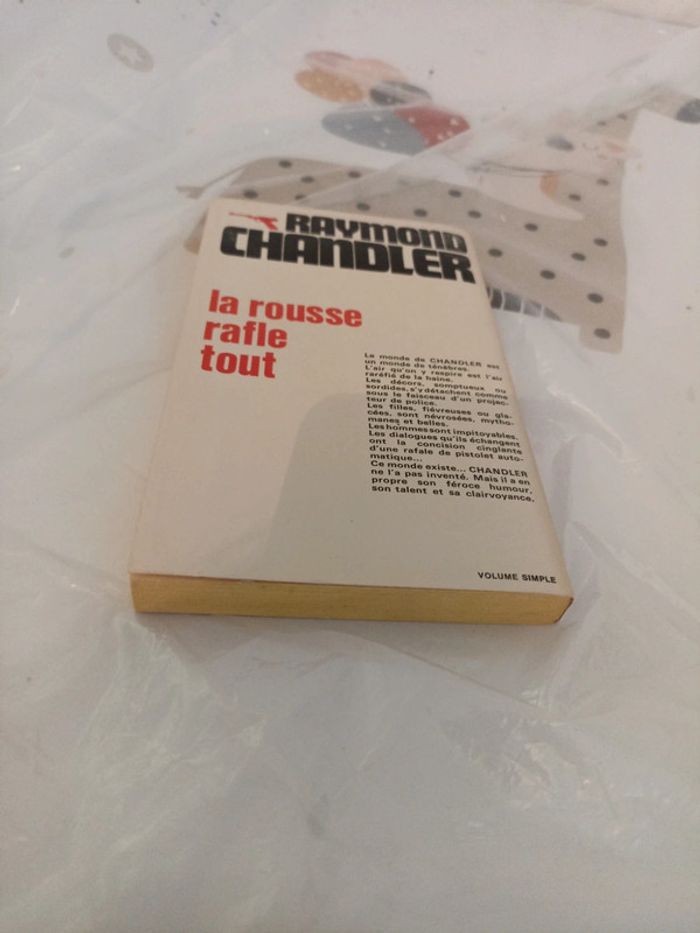 RAYMOND
CHANDLER
la rousse
rafle
tout
Le monde de CHANDLER est
un monde de ténèbres.
L'air qu'on y respire est l'air
raréfié de la haine.
Les décors, somptueux ou
sordides, s'y détachent comme
sous le faisceau d'un projec-
teur de police.
Les filles, fiévreuses ou gla-
cées, sont névrosées, mytho-
manes et belles.
Les hommes sont impitoyables.
Les dialogues qu'ils échangent
ont la concision cinglante
d'une rafale de pistolet auto-
matique...
Ce monde existe... CHANDLER
ne l'a pas inventé. Mais il a en
propre son féroce humour,
son talent et sa clairvoyance.
VOLUME SIMPLE